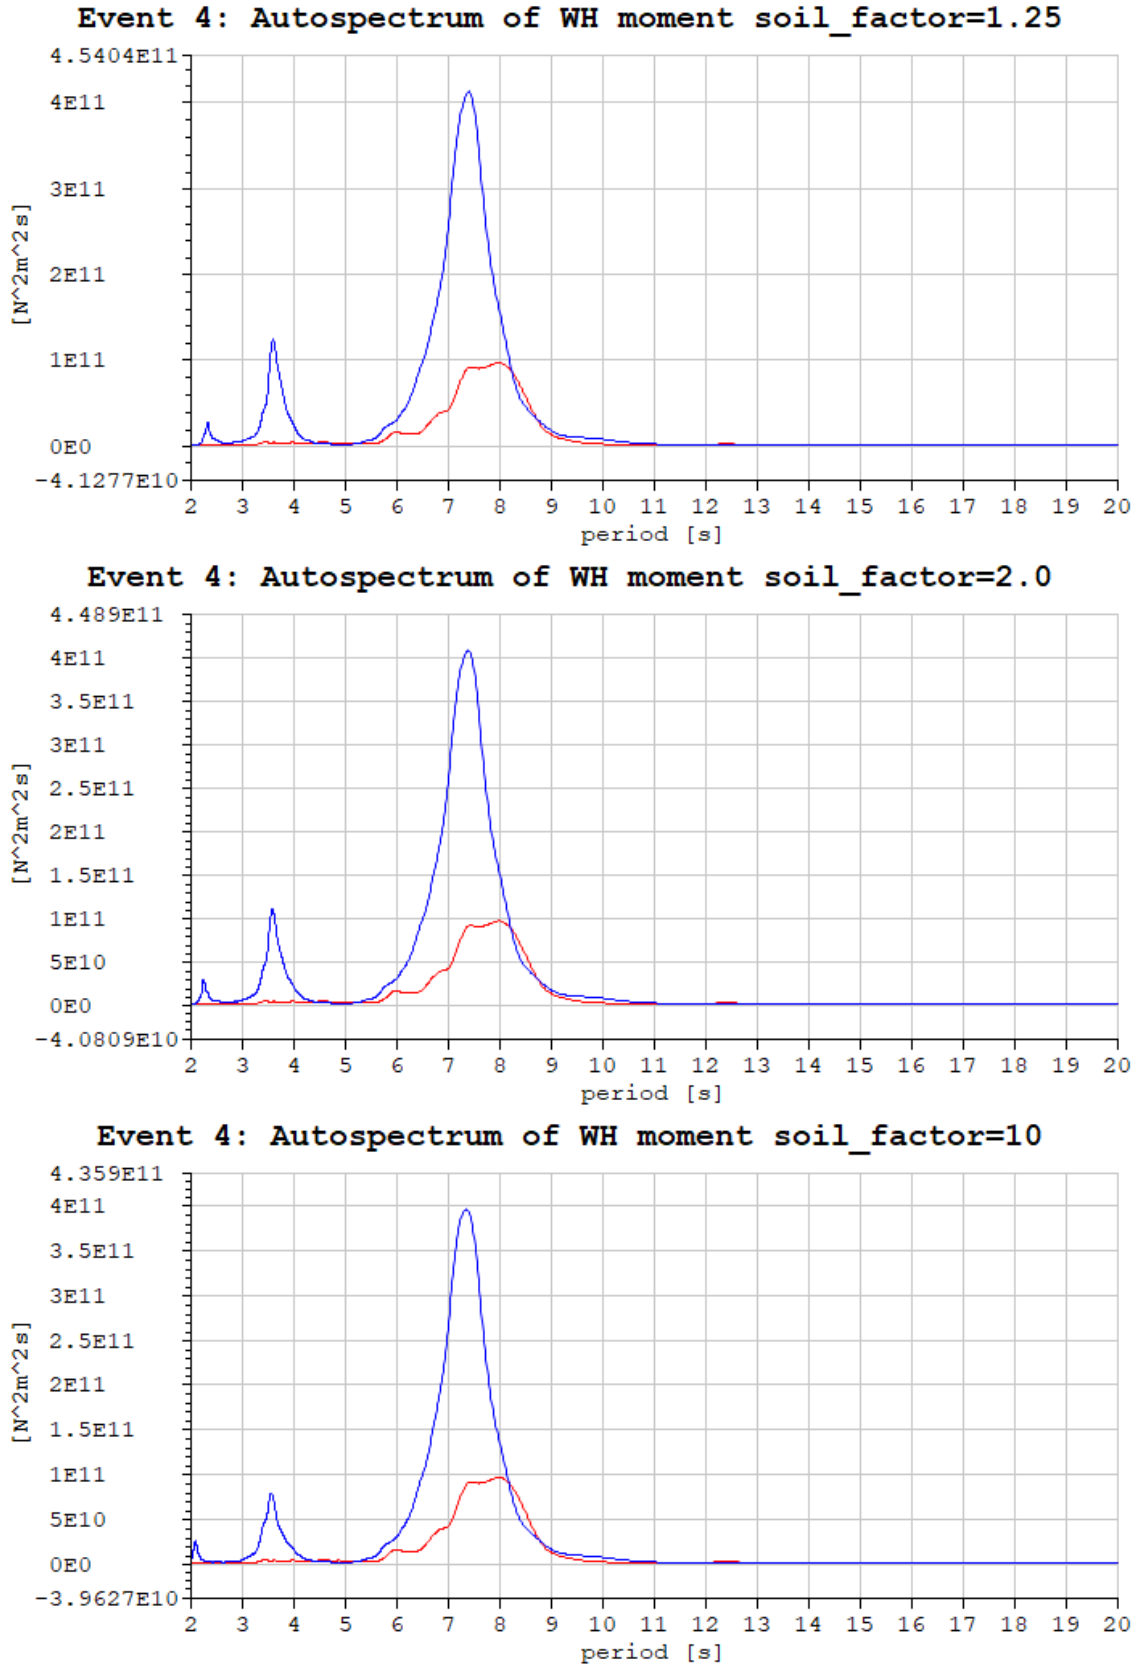 Event 4: Autospectrum of WH moment soil_factor=1.25
4.5404E11
4E11
3E11
2E11
1E11
0E0
-4.1277E10
[N^2m^2s]
2 3 4 5 6 7 8 9 10 11 12 13 14 15 16 17 18 19 20
period [s]
Event 4: Autospectrum of WH moment soil_factor=2.0
4.489E11
4E11
3.5E11
3E11
2.5E11
2E11
1.5E11
1E11
5E10
0E0
-4.0809E10
[N^2m^2s]
2 3 4 5 6 7 8 9 10 11 12 13 14 15 16 17 18 19 20
period [s]
Event 4: Autospectrum of WH moment soil_factor=10
4.359E11
4E11
3.5E11
3E11
2.5E11
2E11
1.5E11
1E11
5E10
0E0
-3.9627E10
[N^2m^2s]
2 3 4 5 6 7 8 9 10 11 12 13 14 15 16 17 18 19 20
period [s]